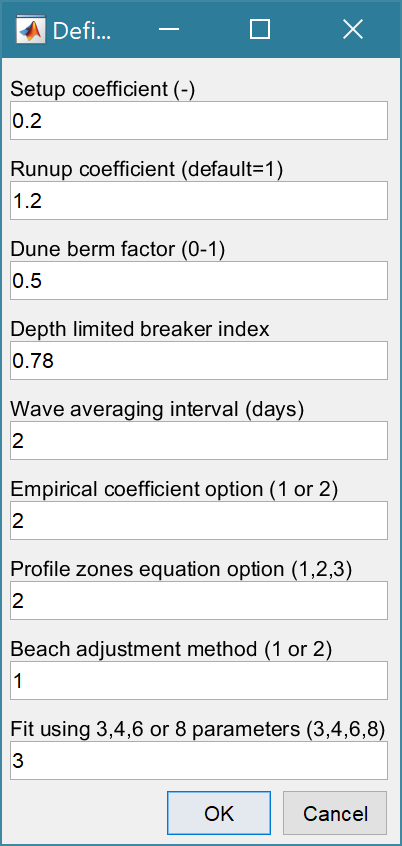 Defi...
Setup coefficient (-)
0.2
Runup coefficient (default=1)
1.2
Dune berm factor (0-1)
0.5
Depth limited breaker index
0.78
Wave averaging interval (days)
2
Empirical coefficient option (1 or 2)
2
Profile zones equation option (1,2,3)
2
Beach adjustment method (1 or 2)
1
Fit using 3,4,6 or 8 parameters (3,4,6,8)
3
OK Cancel